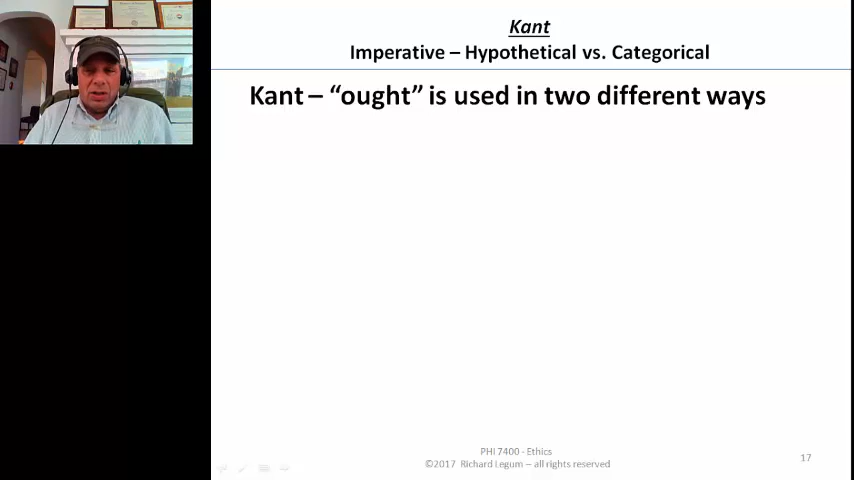 Kant
Imperative – Hypothetical vs. Categorical
Kant – “ought” is used in two different ways
PHI 7400 - Ethics
©2017 Richard Legum – all rights reserved
17